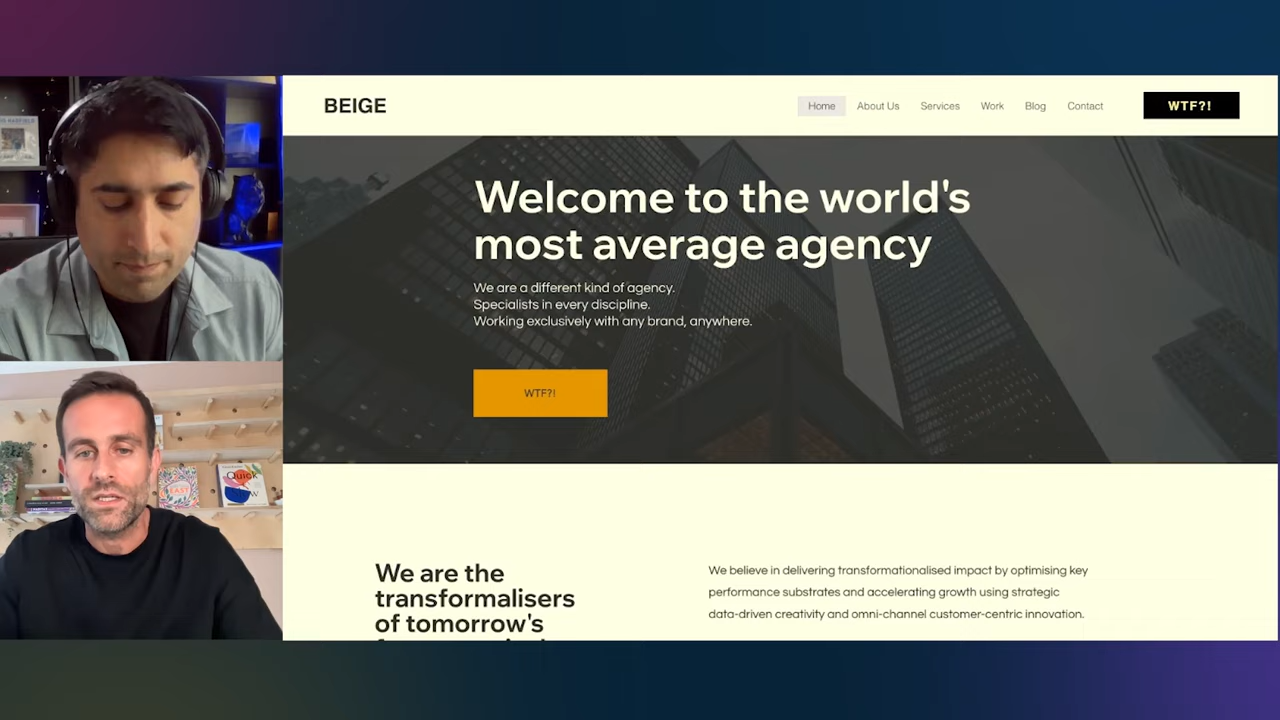 BEIGE
Home
About Us
Services
Work
Blog
Contact
WTF?!
Welcome to the world's
most average agency
We are a different kind of agency.
Specialists in every discipline.
Working exclusively with any brand, anywhere.
WTF?!
We are the
transformalisers
of tomorrow's
We believe in delivering transformationalised impact by optimising key
performance substrates and accelerating growth using strategic
data-driven creativity and omni-channel customer-centric innovation.
EASY
Quick